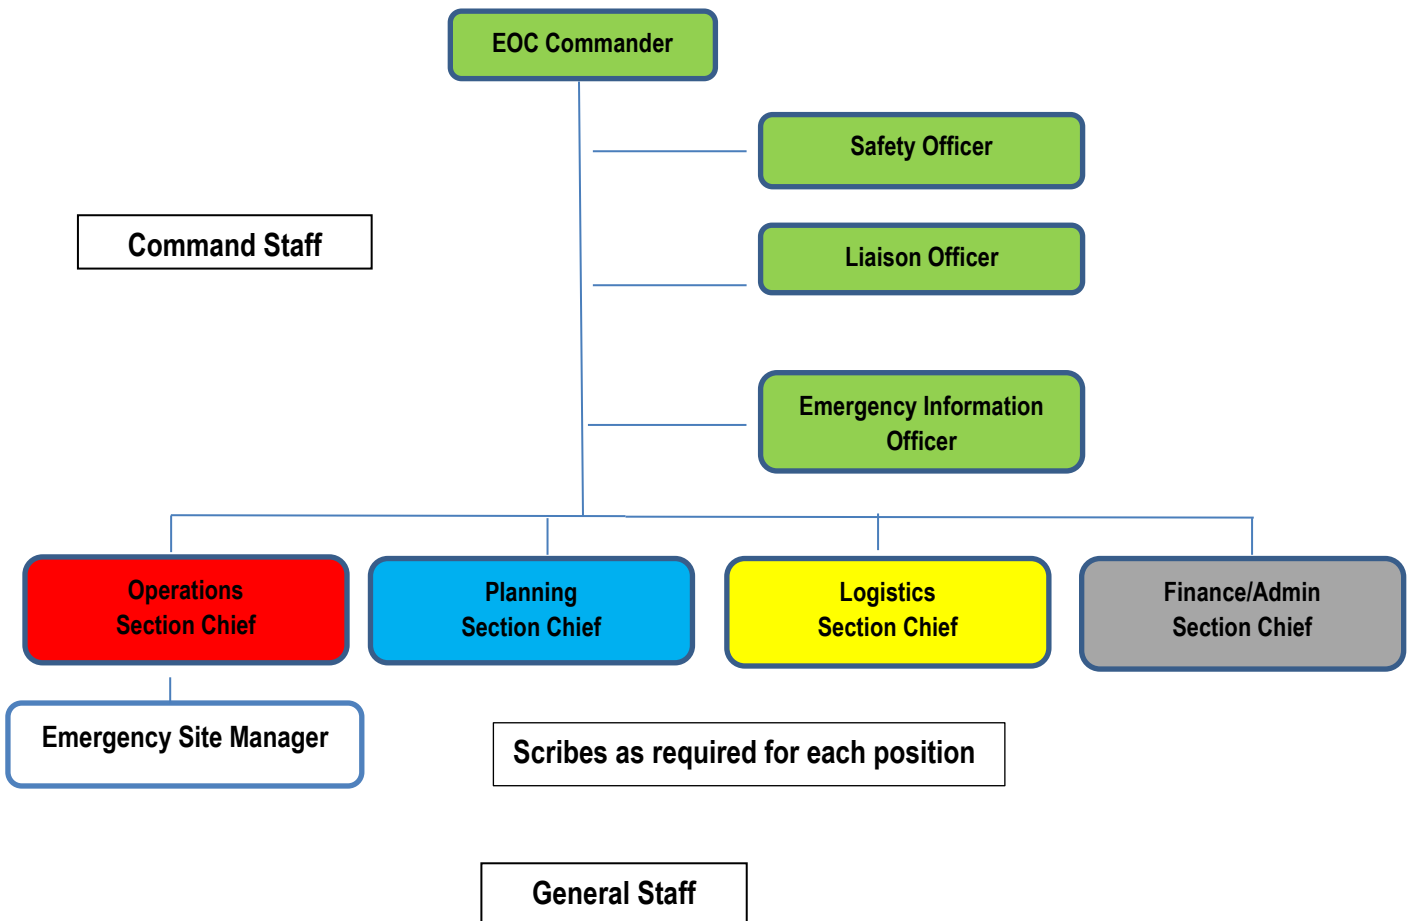 EOC Commander
Safety Officer
Command Staff
Liaison Officer
Emergency Information
Officer
Operations
Section Chief
Planning
Section Chief
Logistics
Section Chief
Finance/Admin
Section Chief
Emergency Site Manager
Scribes as required for each position
General Staff